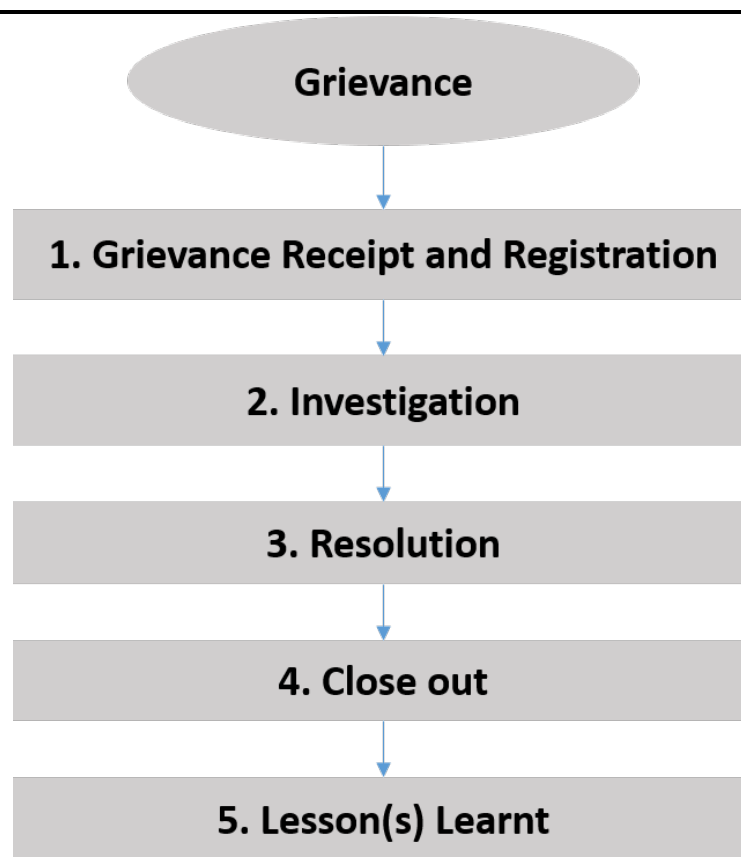 Grievance
1. Grievance Receipt and Registration
2. Investigation
3. Resolution
4. Close out
5. Lesson(s) Learnt